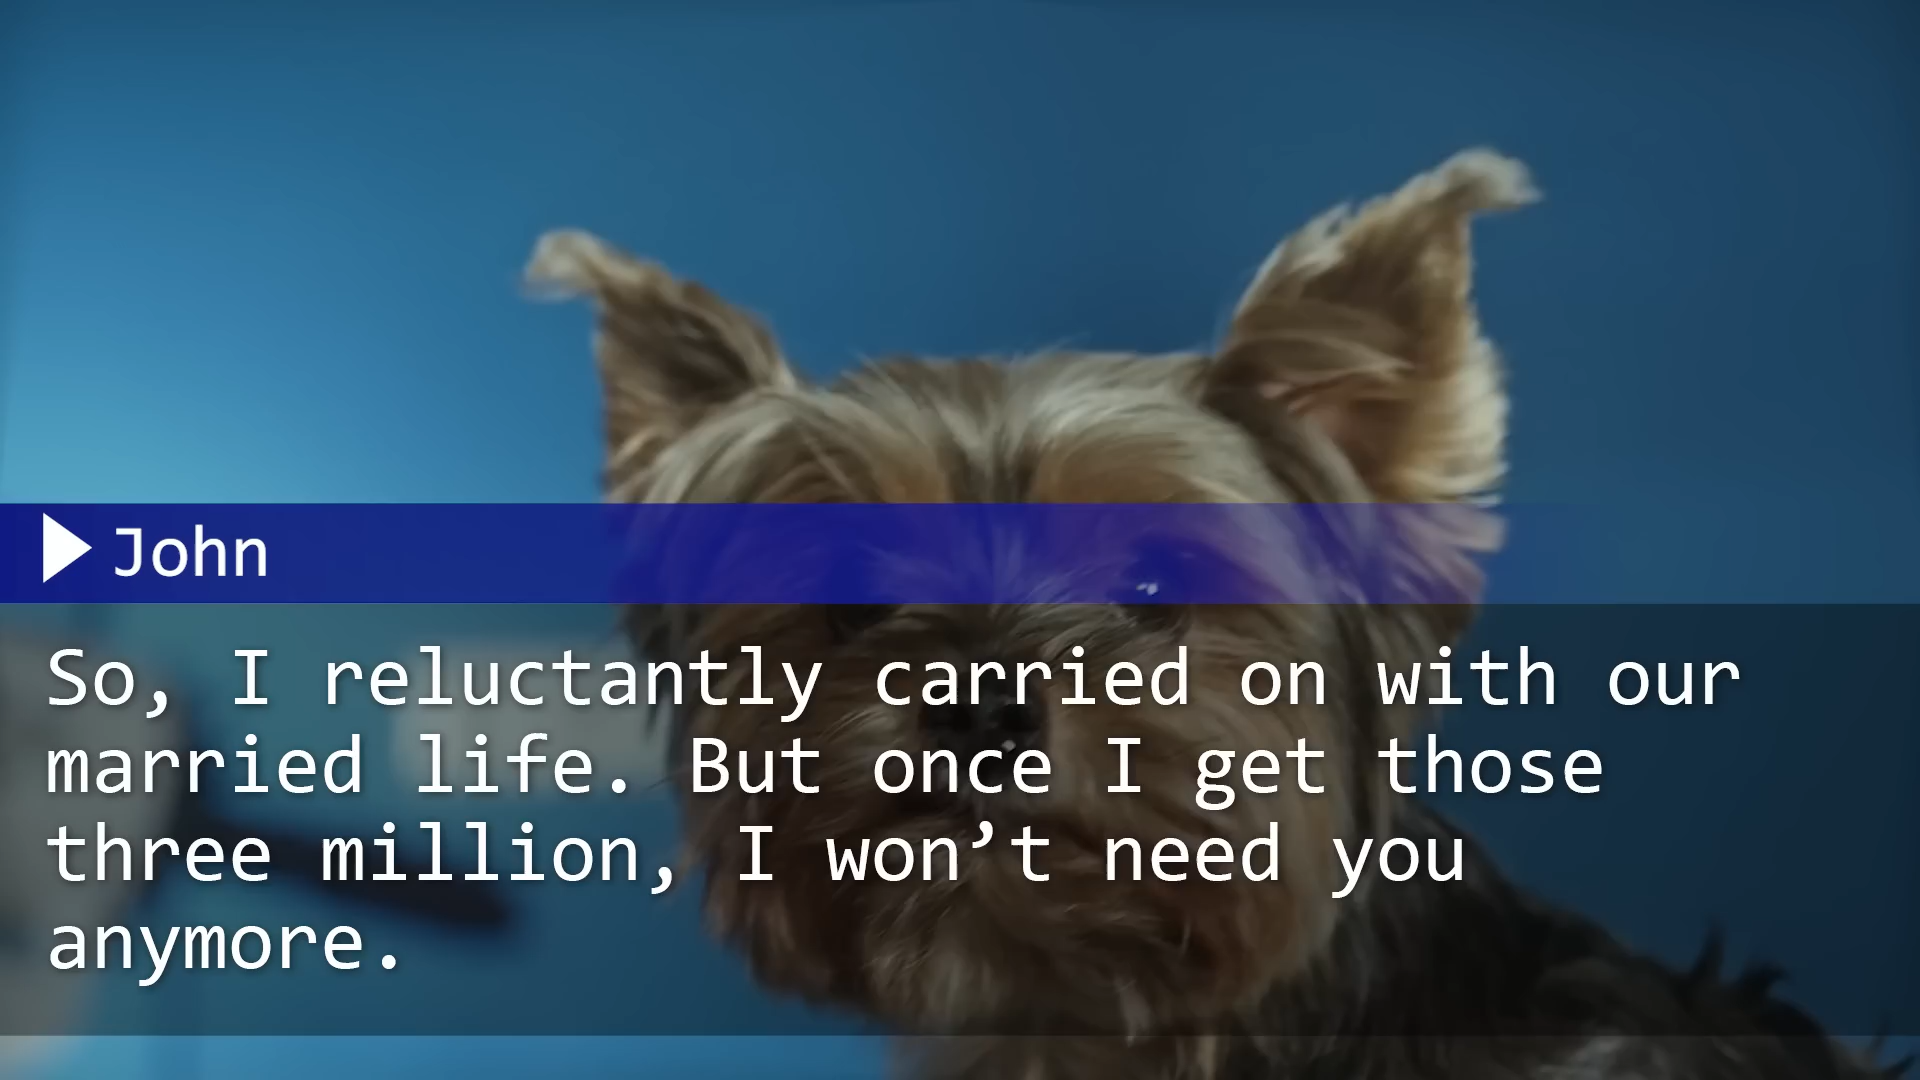 John
So, I reluctantly carried on with our
married life. But once I get those
three million, I won’t need you
anymore.